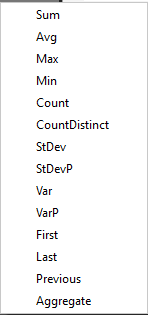 Sum
Avg
Max
Min
Count
CountDistinct
StDev
StDevP
Var
VarP
First
Last
Previous
Aggregate